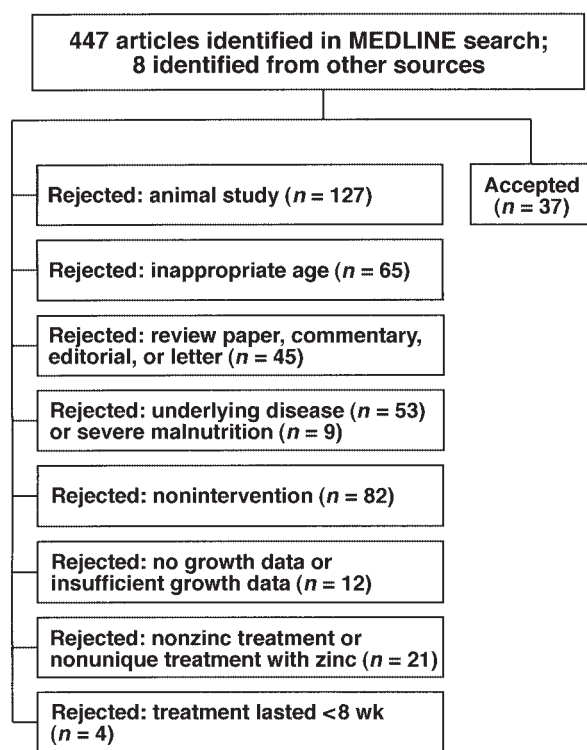 447 articles identified in MEDLINE search;
8 identified from other sources
Rejected: animal study (n = 127)
Accepted
(n = 37)
Rejected: inappropriate age (n = 65)
Rejected: review paper, commentary,
editorial, or letter (n = 45)
Rejected: underlying disease (n = 53)
or severe malnutrition (n = 9)
Rejected: nonintervention (n = 82)
Rejected: no growth data or
insufficient growth data (n = 12)
Rejected: nonzinc treatment or
nonunique treatment with zinc (n = 21)
Rejected: treatment lasted <8 wk
(n = 4)